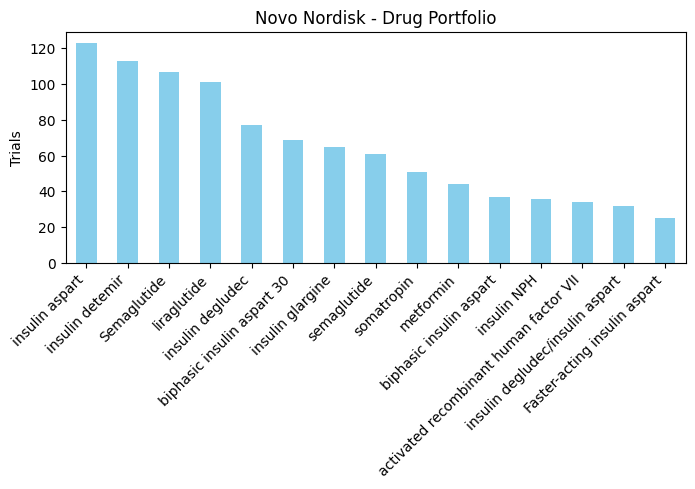 Novo Nordisk - Drug Portfolio
Trials
120
100
80
60
40
20
0
insulin aspart
insulin detemir
Semaglutide
liraglutide
insulin degludec
biphasic insulin aspart 30
insulin glargine
semaglutide
somatropin
metformin
biphasic insulin aspart
insulin NPH
activated recombinant human factor VII
insulin degludec/insulin aspart
Faster-acting insulin aspart